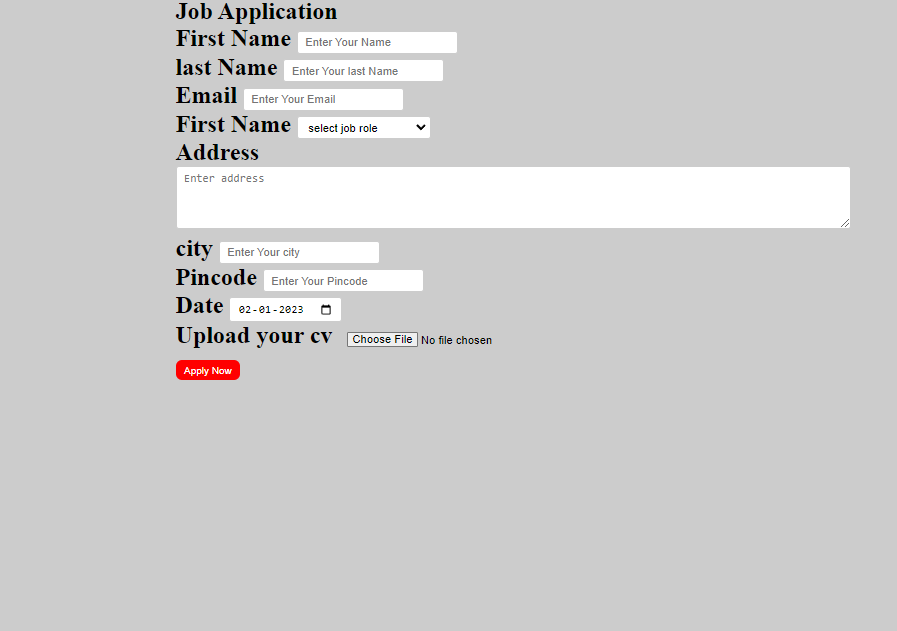 Job Application
First Name Enter Your Name
last Name Enter Your last Name
Email Enter Your Email
First Name select job role
Address
Enter address
city Enter Your city
Pincode Enter Your Pincode
Date 02-01-2023
Upload your cv Choose File No file chosen
Apply Now